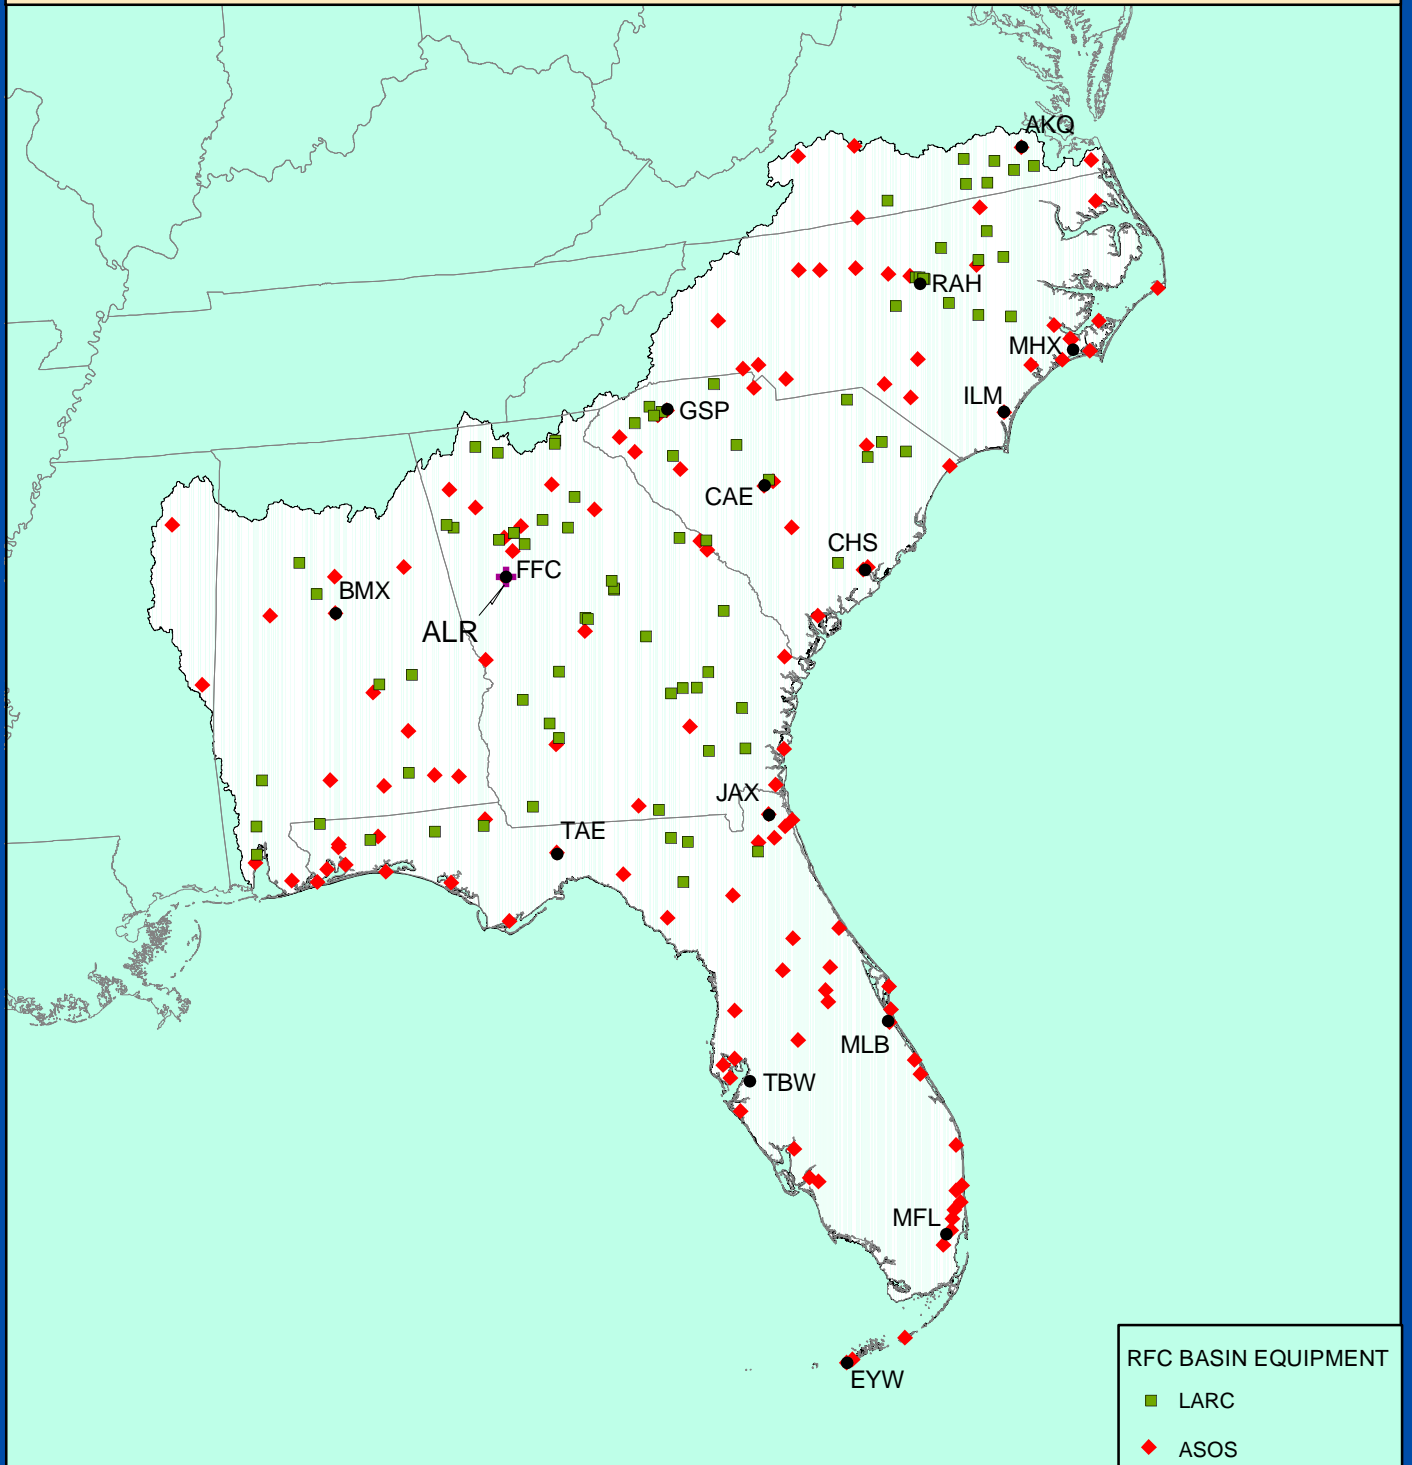 AKQ
RAH
MHX
ILM
GSP
CAE
CHS
FFC
BMX
ALR
JAX
TAE
MLB
TBW
MFL
EYW
RFC BASIN EQUIPMENT
LARC
ASOS